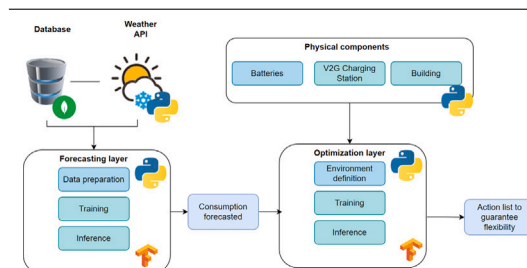 Database
Weather
API
Physical components
Batteries
V2G Charging
Station
Building
Forecasting layer
Data preparation
Training
Inference
Consumption
forecasted
Optimization layer
Environment
definition
Training
Inference
Action list to
guarantee
flexibility